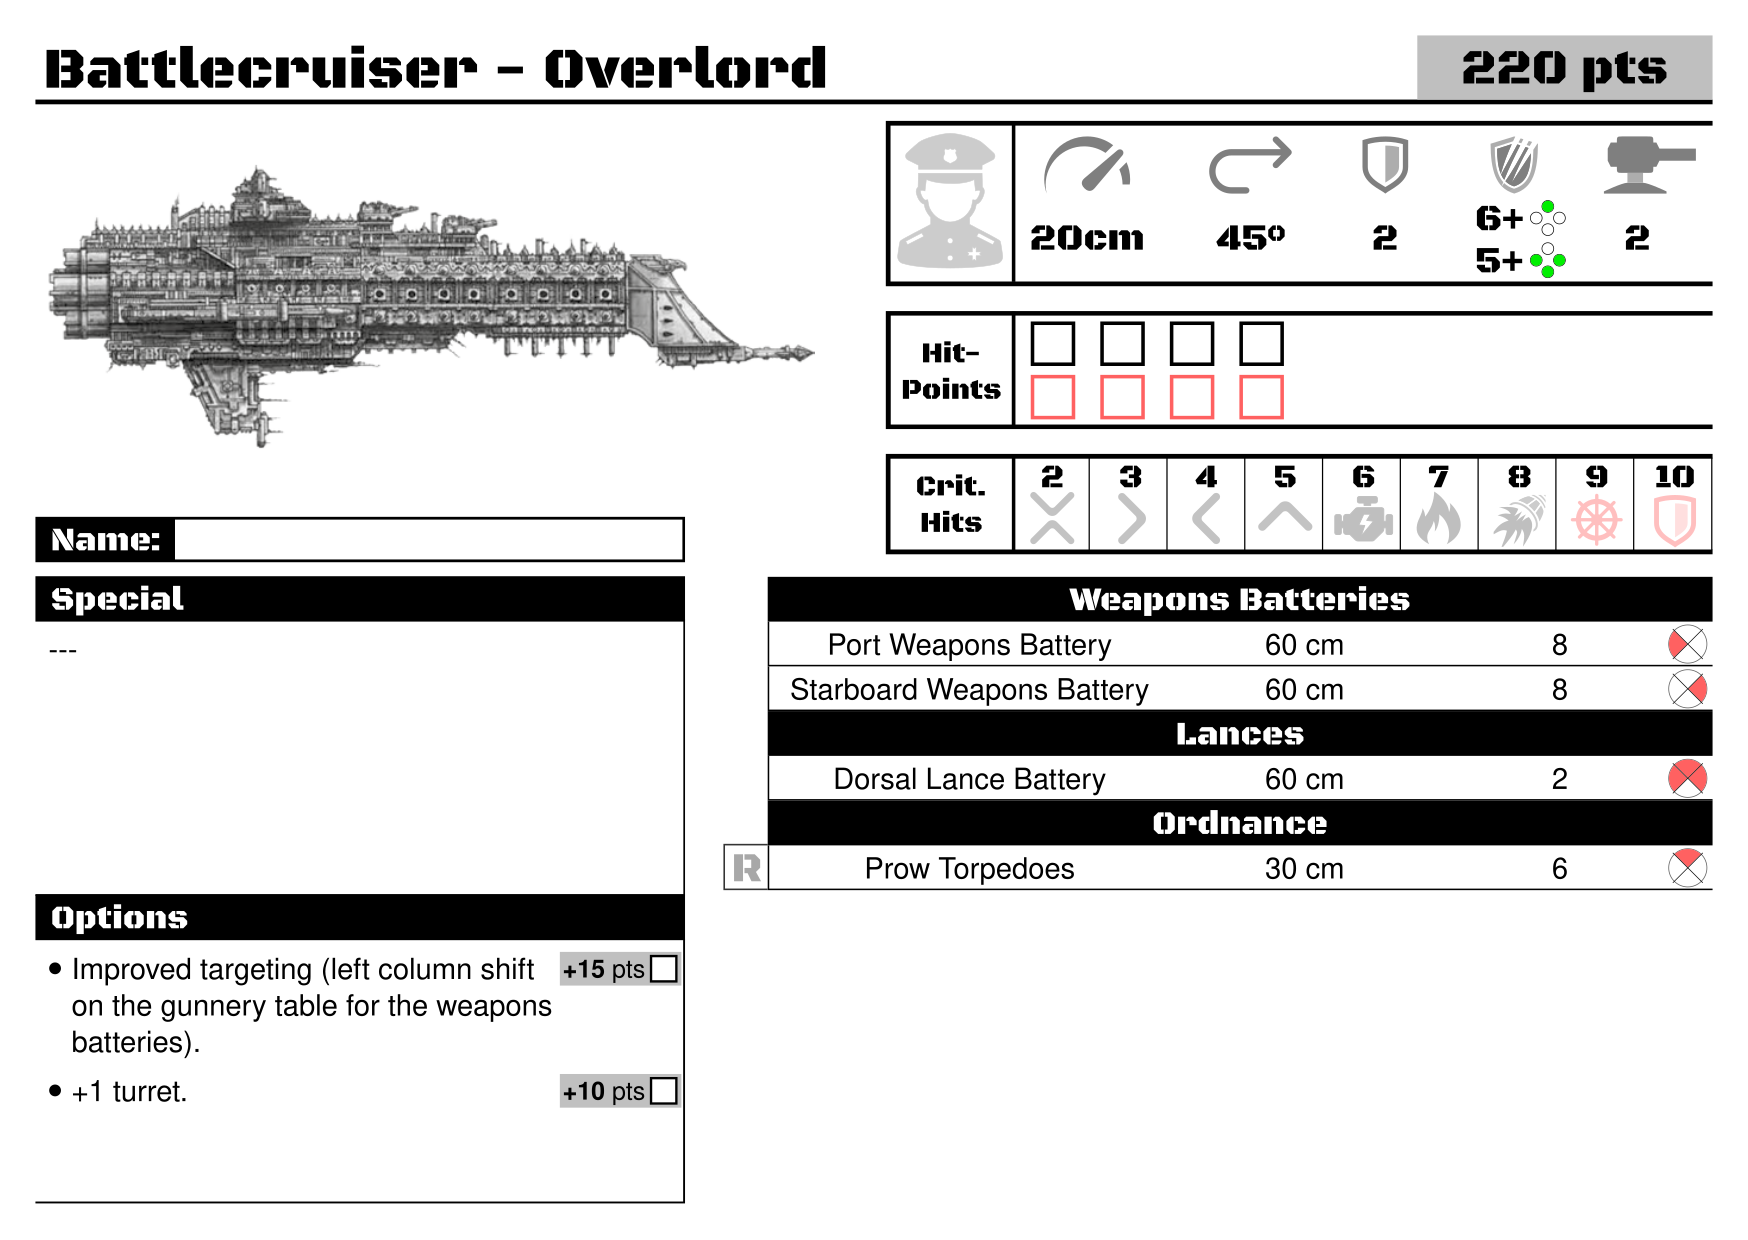 Battlecruiser - Overlord
220 pts
20cm 45º 2 6+ 5+ 2
Hit-
Points
Crit.
Hits
2 3 4 5 6 7 8 9 10
Name:
Special
---
Options
• Improved targeting (left column shift +15 pts
on the gunnery table for the weapons
batteries).
• +1 turret. +10 pts
Weapons Batteries
Port Weapons Battery 60 cm 8
Starboard Weapons Battery 60 cm 8
Lances
Dorsal Lance Battery 60 cm 2
Ordnance
R Prow Torpedoes 30 cm 6